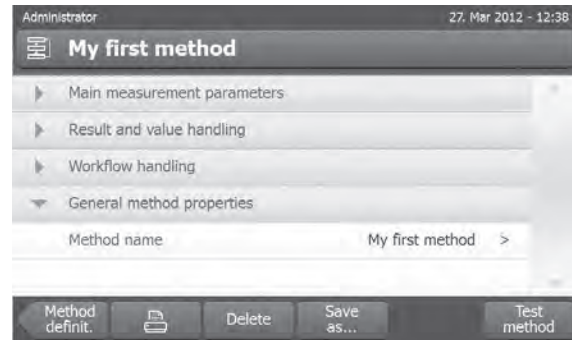 Administrator 27. Mar 2012 - 12:38
My first method
Main measurement parameters
Result and value handling
Workflow handling
General method properties
Method name My first method >
Method definit. Delete Save as... Test method